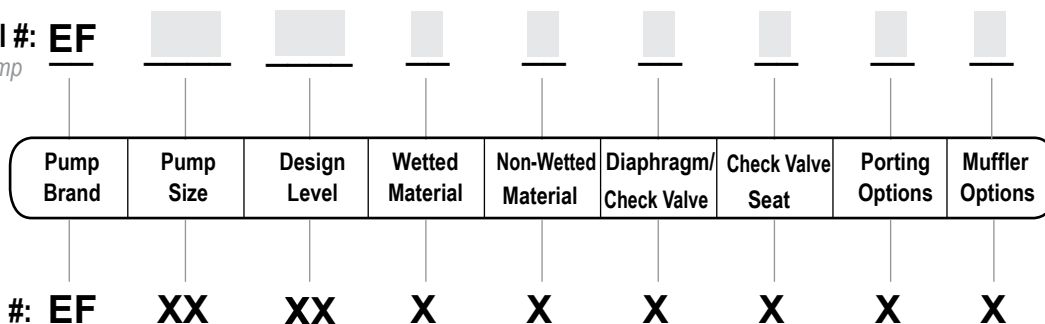 l #: EF
mp
Pump Brand Pump Size Design Level Wetted Material Non-Wetted Material Diaphragm/ Check Valve Check Valve Seat Porting Options Muffler Options
#: EF XX XX X X X X X X